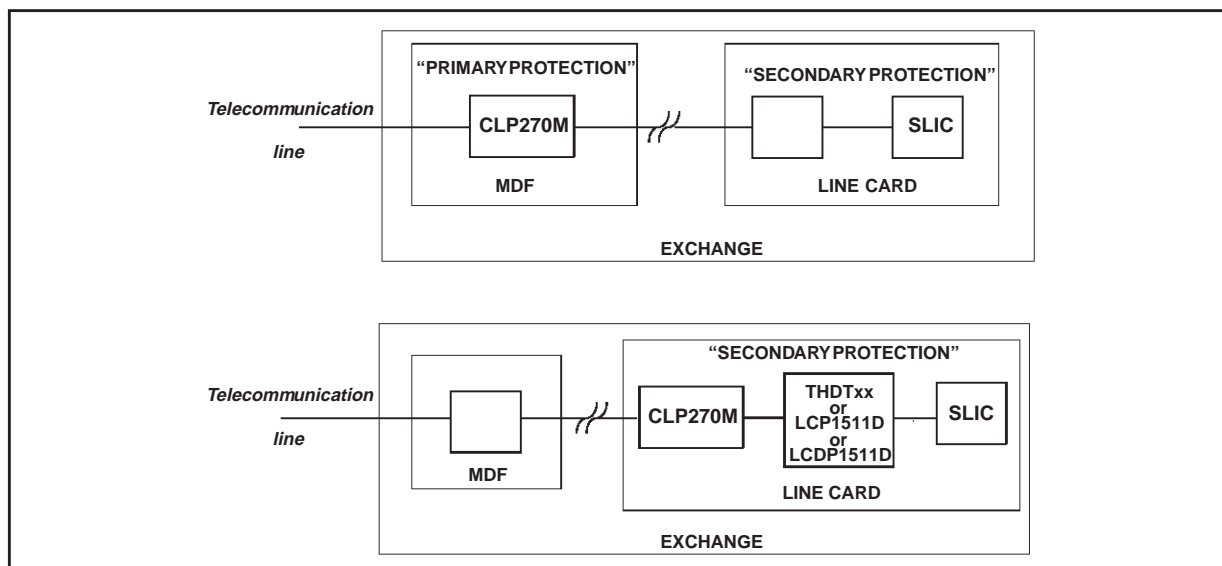 “PRIMARY PROTECTION”
“SECONDARY PROTECTION”
Telecommunication
line
CLP270M
SLIC
MDF
LINE CARD
EXCHANGE
“SECONDARY PROTECTION”
Telecommunication
line
CLP270M
THDTxx
or
LCP1511D
or
LCDP1511D
SLIC
MDF
LINE CARD
EXCHANGE